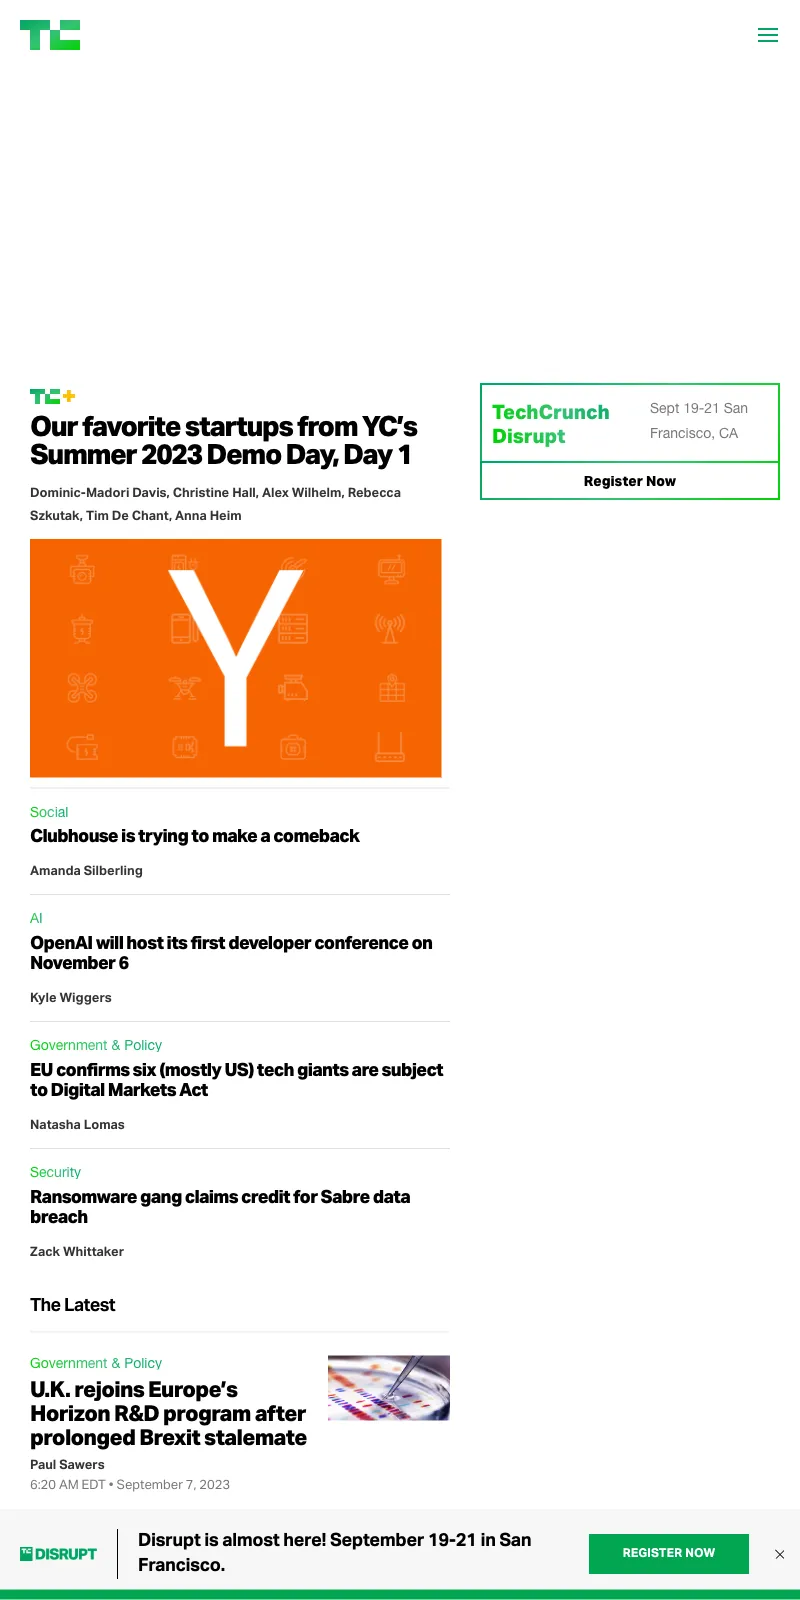 TC
TC+
Our favorite startups from YC’s
Summer 2023 Demo Day, Day 1
Dominic-Madori Davis, Christine Hall, Alex Wilhelm, Rebecca
Szkutak, Tim De Chant, Anna Heim
Y
TechCrunch
Disrupt
Sept 19-21 San
Francisco, CA
Register Now
Social
Clubhouse is trying to make a comeback
Amanda Silberling
AI
OpenAI will host its first developer conference on
November 6
Kyle Wiggers
Government & Policy
EU confirms six (mostly US) tech giants are subject
to Digital Markets Act
Natasha Lomas
Security
Ransomware gang claims credit for Sabre data
breach
Zack Whittaker
The Latest
Government & Policy
U.K. rejoins Europe’s
Horizon R&D program after
prolonged Brexit stalemate
Paul Sawers
6:20 AM EDT • September 7, 2023
TC DISRUPT
Disrupt is almost here! September 19-21 in San
Francisco.
REGISTER NOW